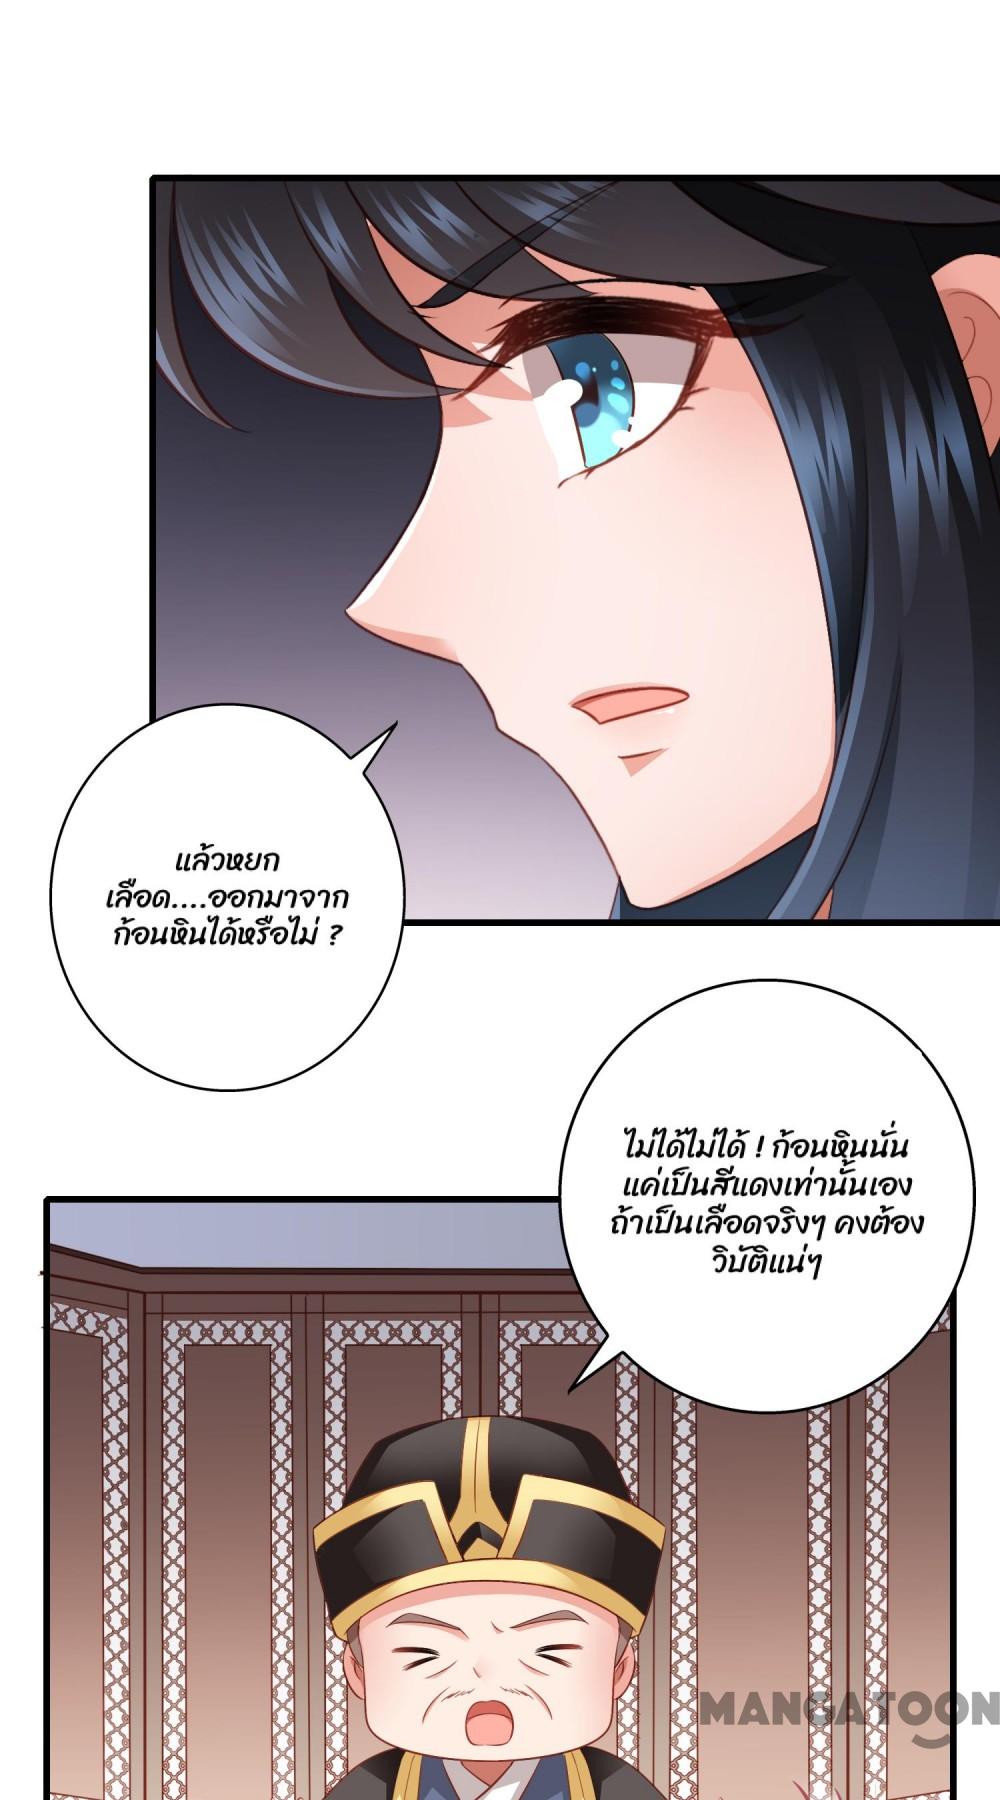 แล้วหยก
เลือด....ออกมาจาก
ก้อนหินได้หรือไม่ ?
ไม่ได้ไม่ได้ ! ก้อนหินนั่น
แค่เป็นสีแดงเท่านั้นเอง
ถ้าเป็นเลือดจริงๆ คงต้อง
วิบัติแน่ๆ
MANGATOON